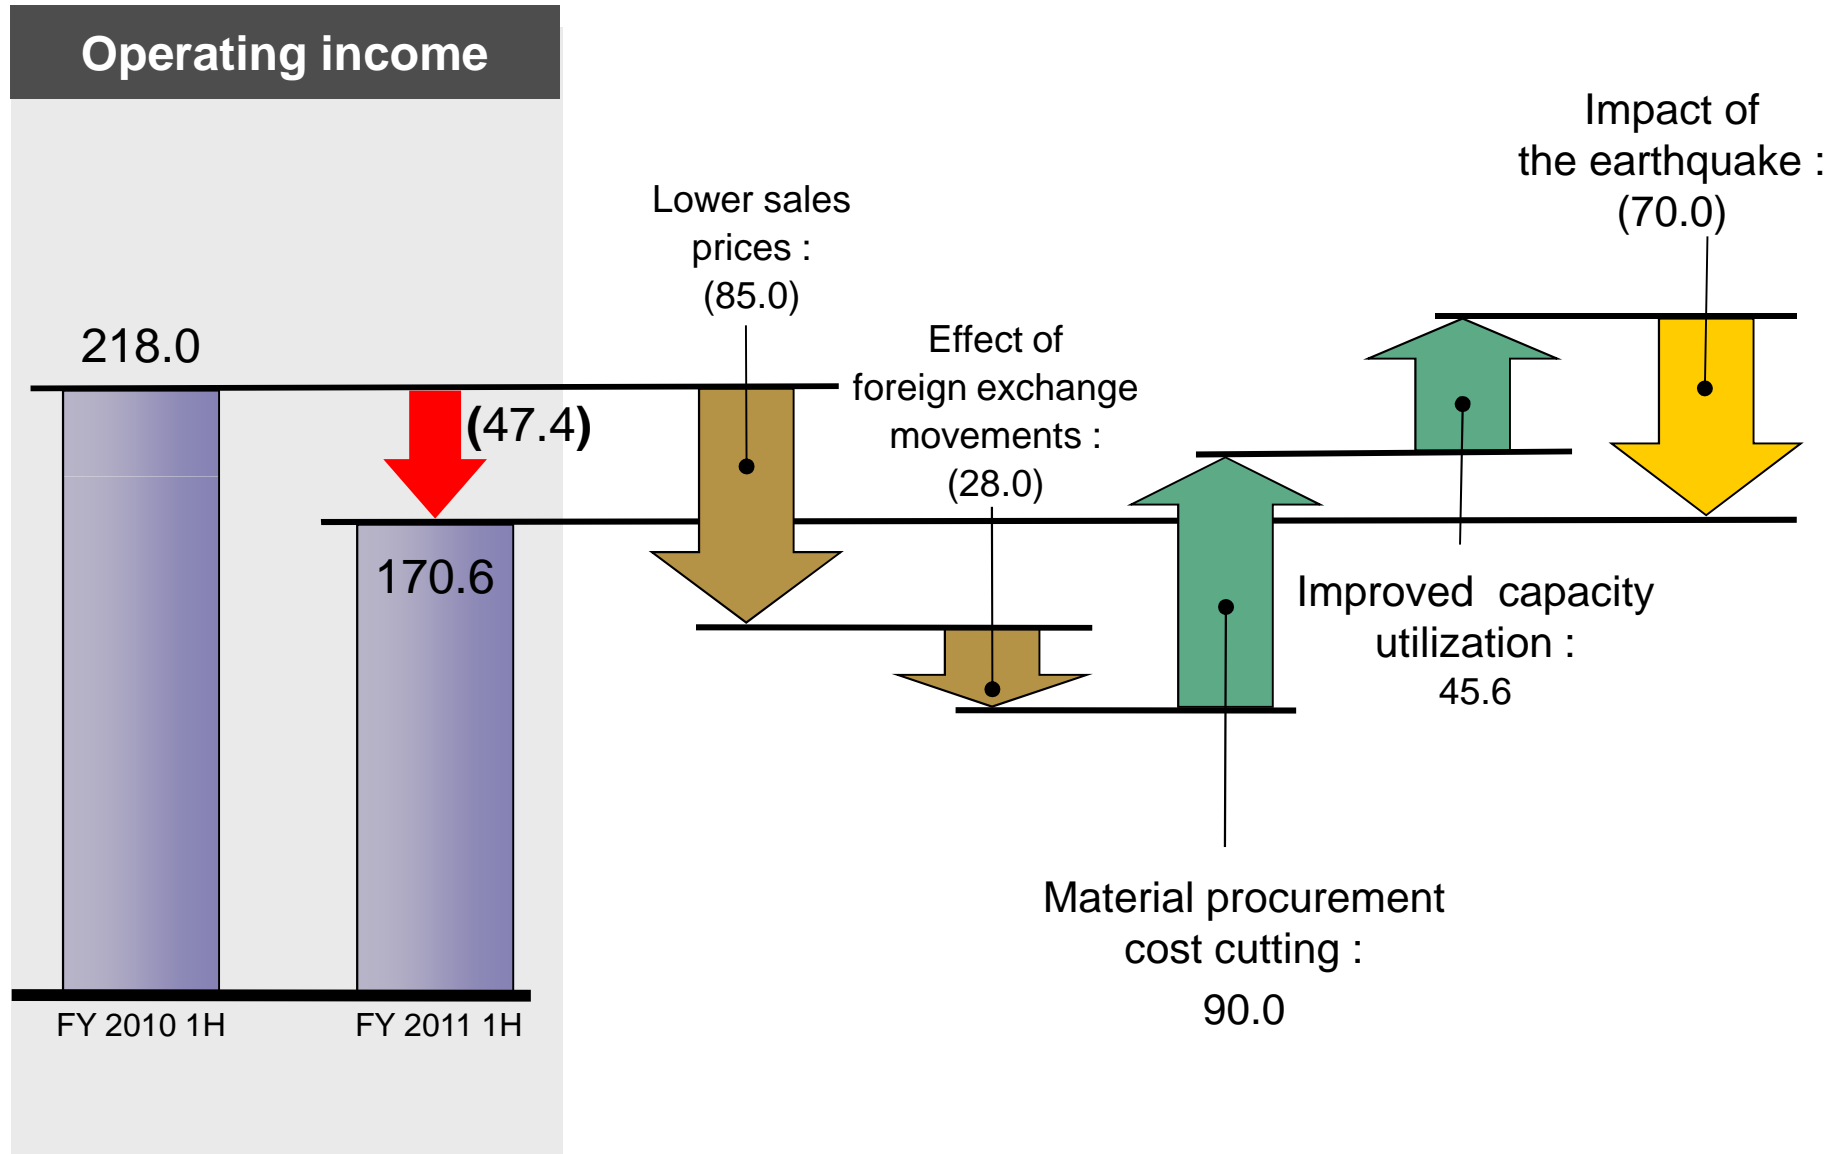 Operating income
218.0
(47.4)
170.6
FY 2010 1H
FY 2011 1H
Lower sales
prices :
(85.0)
Effect of
foreign exchange
movements :
(28.0)
Material procurement
cost cutting :
90.0
Improved capacity
utilization :
45.6
Impact of
the earthquake :
(70.0)